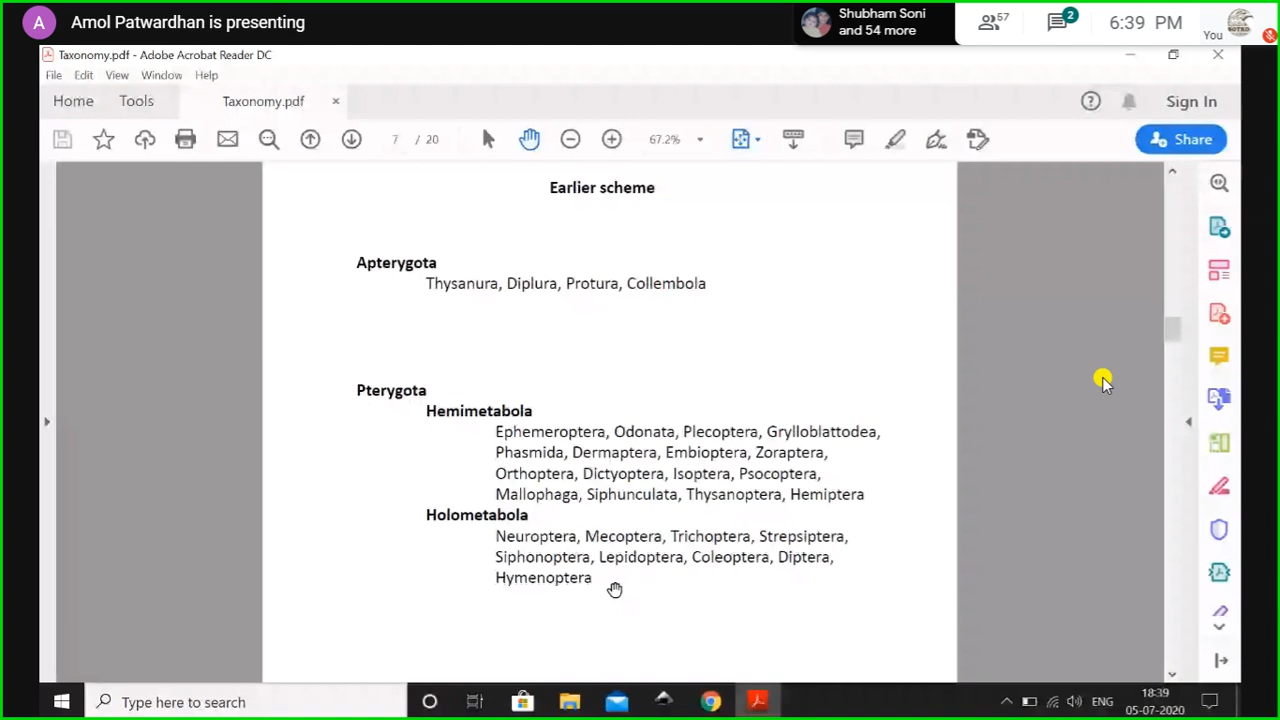 A Amol Patwardhan is presenting
Shubham Soni
and 54 more
57
2
6:39 PM
You
Taxonomy.pdf - Adobe Acrobat Reader DC
File Edit View Window Help
Home Tools Taxonomy.pdf ×
? Sign In
7 / 20 67.2% Share
Earlier scheme
Apterygota
Thysanura, Diplura, Protura, Collembola
Pterygota
Hemimetabola
Ephemeroptera, Odonata, Plecoptera, Grylloblattodea,
Phasmida, Dermaptera, Embioptera, Zoraptera,
Orthoptera, Dictyoptera, Isoptera, Psocoptera,
Mallophaga, Siphunculata, Thysanoptera, Hemiptera
Holometabola
Neuroptera, Mecoptera, Trichoptera, Strepsiptera,
Siphonoptera, Lepidoptera, Coleoptera, Diptera,
Hymenoptera
Type here to search
ENG
18:39
05-07-2020